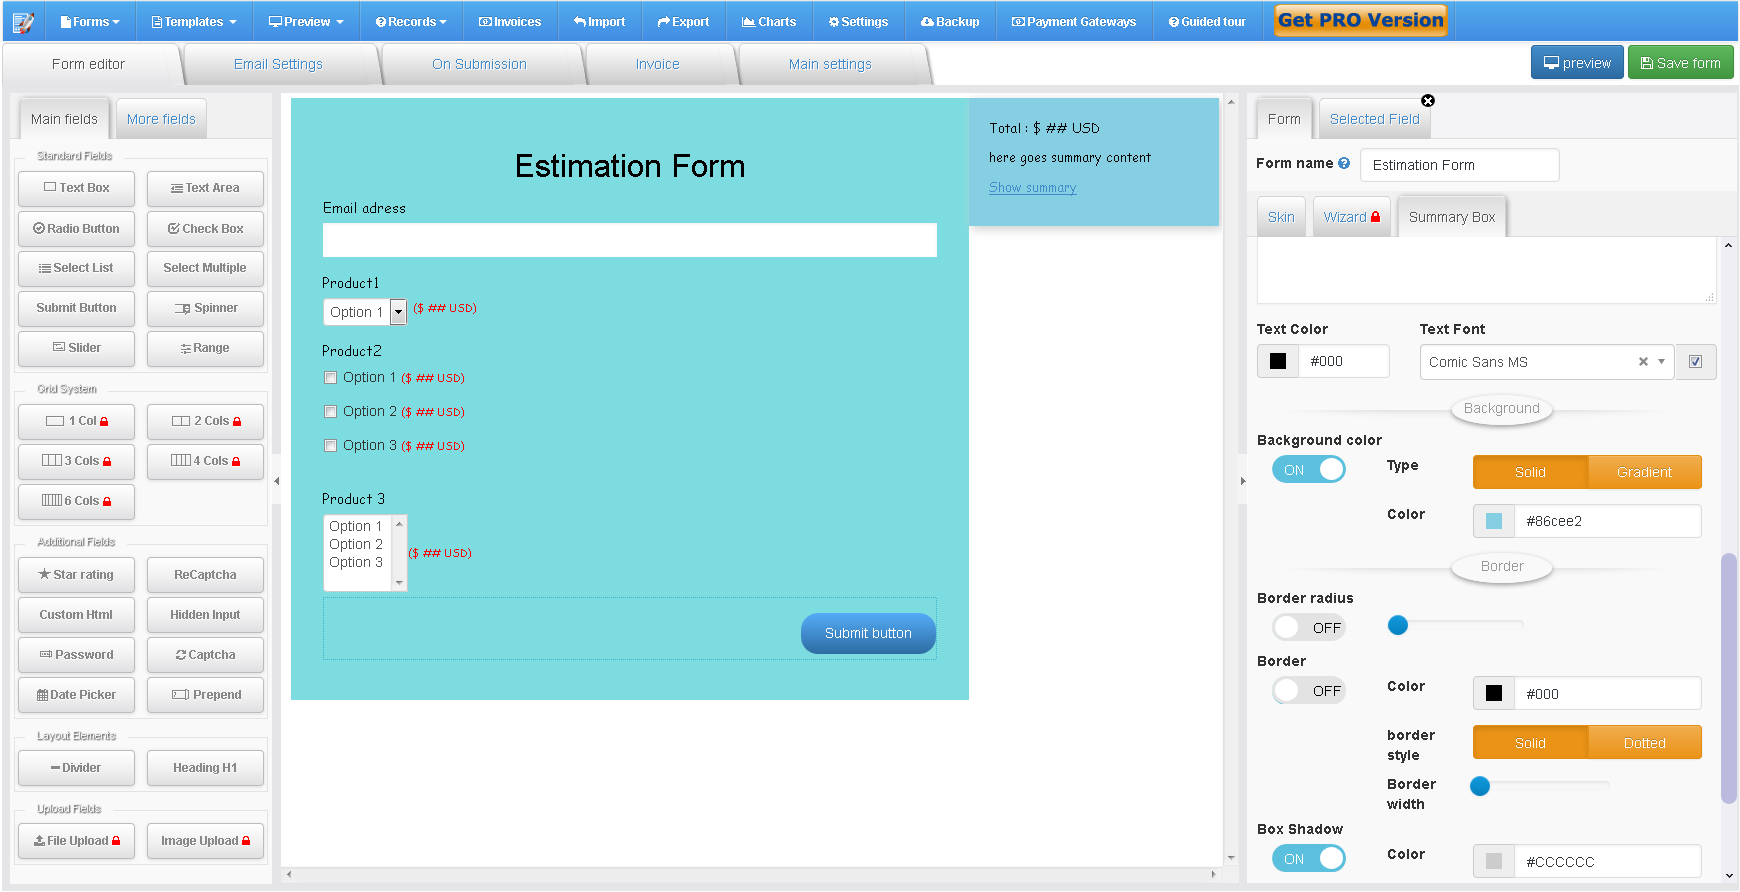 Forms Templates Preview Records Invoices Import Export Charts Settings Backup Payment Gateways Guided tour Get PRO Version
Form editor Email Settings On Submission Invoice Main settings preview Save form
Main fields More fields
Standard Fields
Text Box Text Area
Radio Button Check Box
Select List Select Multiple
Submit Button Spinner
Slider Range
Grid System
1 Col 2 Cols
3 Cols 4 Cols
6 Cols
Additional Fields
Star rating ReCaptcha
Custom Html Hidden Input
Password Captcha
Date Picker Prepend
Layout Elements
Divider Heading H1
Upload Fields
File Upload Image Upload
Estimation Form
Email adress
Product1
Option 1 ($ ## USD)
Product2
Option 1 ($ ## USD)
Option 2 ($ ## USD)
Option 3 ($ ## USD)
Product 3
Option 1
Option 2
Option 3
($ ## USD)
Submit button
Total : $ ## USD
here goes summary content
Show summary
Form Selected Field
Form name Estimation Form
Skin Wizard Summary Box
Text Color Text Font
#000 Comic Sans MS
Background
Background color
ON Type Solid Gradient
Color #86cee2
Border
Border radius
OFF
Border
OFF Color #000
border style Solid Dotted
Border width
Box Shadow
ON Color #CCCCCC